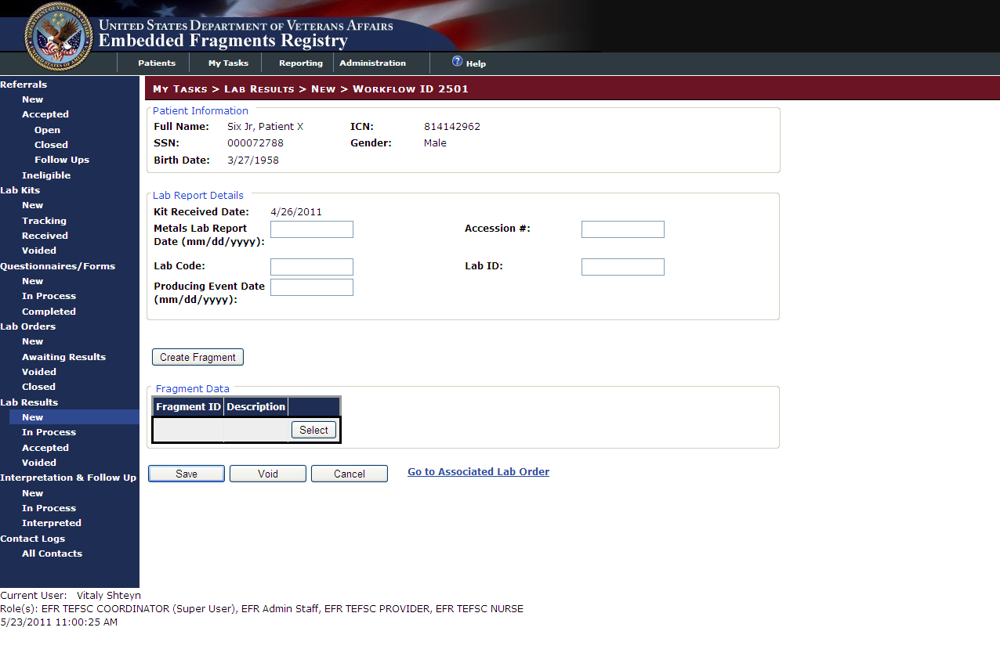 United States Department of Veterans Affairs
Embedded Fragments Registry
Patients My Tasks Reporting Administration ? Help
My Tasks > Lab Results > New > Workflow ID 2501
Referrals
New
Accepted
Open
Closed
Follow Ups
Ineligible
Lab Kits
New
Tracking
Received
Voided
Questionnaires/Forms
New
In Process
Completed
Lab Orders
New
Awaiting Results
Voided
Closed
Lab Results
New
In Process
Accepted
Voided
Interpretation & Follow Up
New
In Process
Interpreted
Contact Logs
All Contacts
Patient Information
Full Name: Six Jr, Patient X ICN: 814142962
SSN: 000072788 Gender: Male
Birth Date: 3/27/1958
Lab Report Details
Kit Received Date: 4/26/2011
Metals Lab Report Accession #:
Date (mm/dd/yyyy):
Lab Code: Lab ID:
Producing Event Date
(mm/dd/yyyy):
Create Fragment
Fragment Data
Fragment ID Description
Select
Save Void Cancel Go to Associated Lab Order
Current User: Vitaly Shteyn
Role(s): EFR TEFSC COORDINATOR (Super User), EFR Admin Staff, EFR TEFSC PROVIDER, EFR TEFSC NURSE
5/23/2011 11:00:25 AM